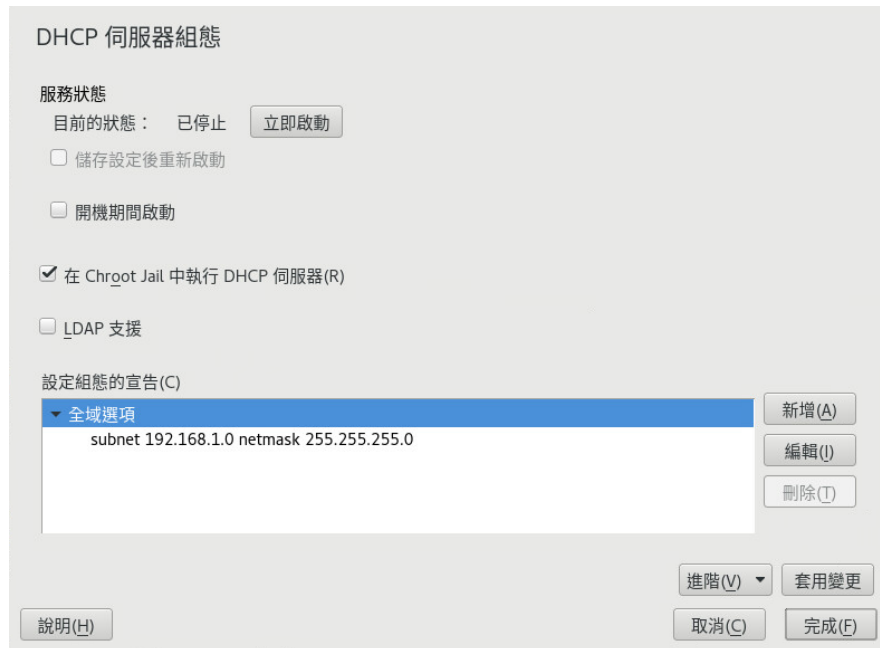 DHCP 伺服器組態
服務狀態
目前的狀態： 已停止 立即啟動
儲存設定後重新啟動
開機期間啟動
在 Chroot Jail 中執行 DHCP 伺服器(R)
LDAP 支援
設定組態的宣告(C)
全域選項
subnet 192.168.1.0 netmask 255.255.255.0
新增(A)
編輯(I)
刪除(T)
進階(V) 套用變更
說明(H) 取消(C) 完成(F)